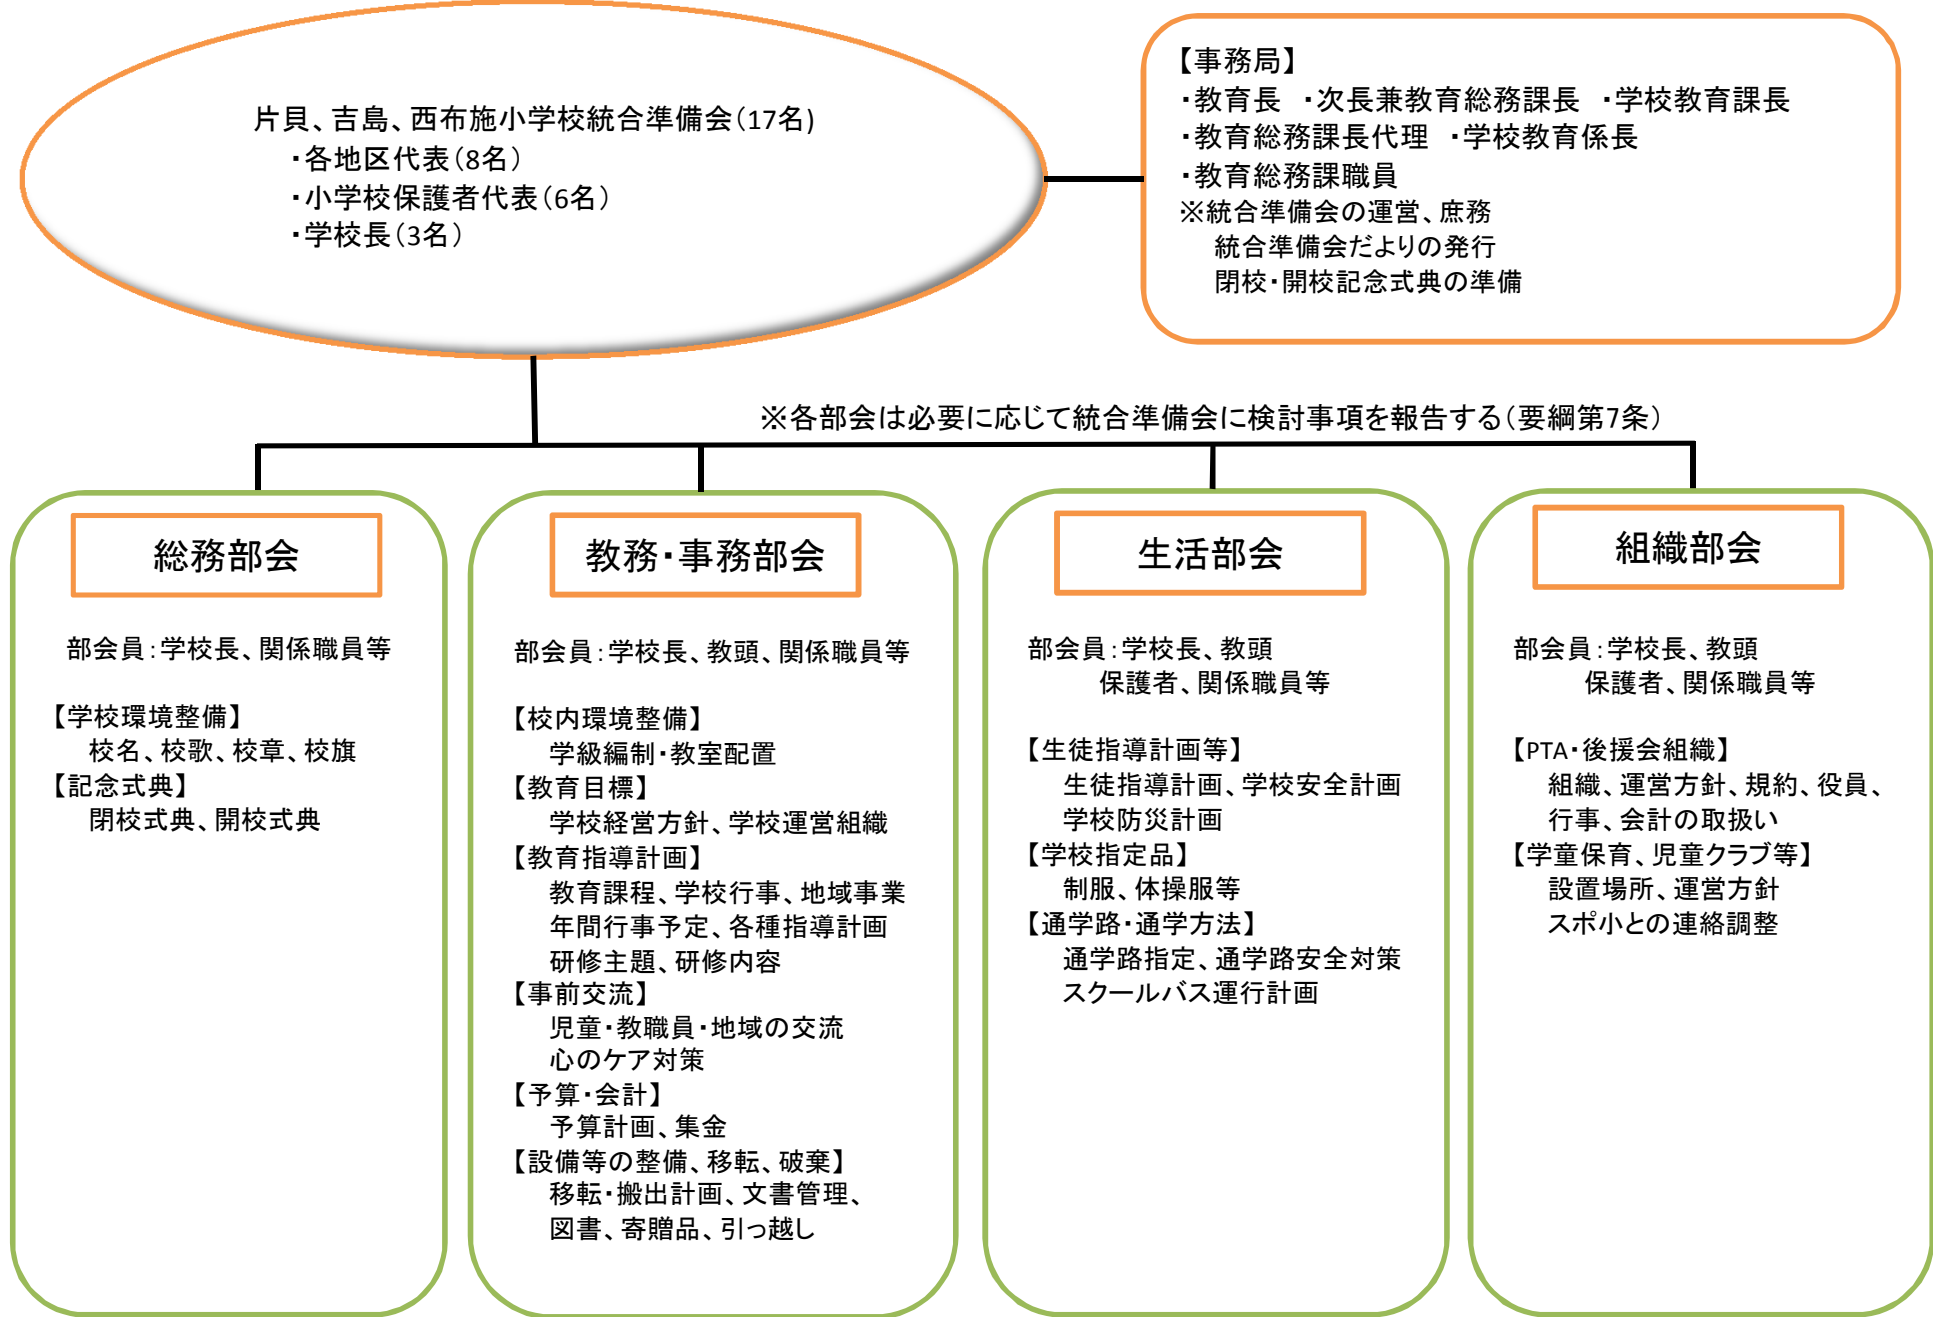 片貝、吉島、西布施小学校統合準備会(17名)
・各地区代表(8名)
・小学校保護者代表(6名)
・学校長(3名)
【事務局】
・教育長 ・次長兼教育総務課長 ・学校教育課長
・教育総務課長代理 ・学校教育係長
・教育総務課職員
※統合準備会の運営、庶務
統合準備会だよりの発行
閉校・開校記念式典の準備
※各部会は必要に応じて統合準備会に検討事項を報告する(要綱第7条)
総務部会
部会員:学校長、関係職員等
【学校環境整備】
校名、校歌、校章、校旗
【記念式典】
閉校式典、開校式典
教務・事務部会
部会員:学校長、教頭、関係職員等
【校内環境整備】
学級編制・教室配置
【教育目標】
学校経営方針、学校運営組織
【教育指導計画】
教育課程、学校行事、地域事業
年間行事予定、各種指導計画
研修主題、研修内容
【事前交流】
児童・教職員・地域の交流
心のケア対策
【予算・会計】
予算計画、集金
【設備等の整備、移転、破棄】
移転・搬出計画、文書管理、
図書、寄贈品、引っ越し
生活部会
部会員:学校長、教頭
保護者、関係職員等
【生徒指導計画等】
生徒指導計画、学校安全計画
学校防災計画
【学校指定品】
制服、体操服等
【通学路・通学方法】
通学路指定、通学路安全対策
スクールバス運行計画
組織部会
部会員:学校長、教頭
保護者、関係職員等
【PTA・後援会組織】
組織、運営方針、規約、役員、
行事、会計の取扱い
【学童保育、児童クラブ等】
設置場所、運営方針
スポ小との連絡調整